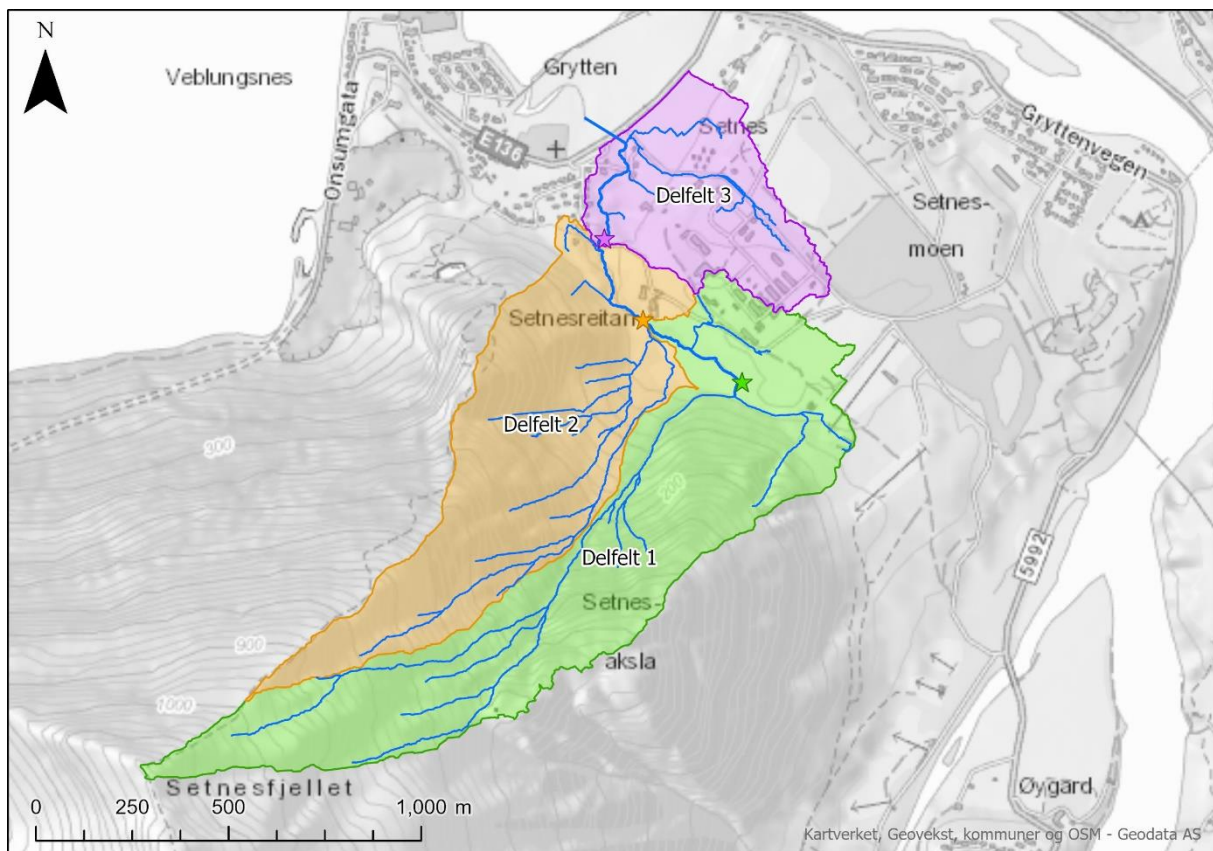 N
Veblungsnes
Grytten
Onsumgata
E136
Setnes
Gryttenvegen
Delfelt 3
Setnes-
moen
Setnesreitan
Delfelt 2
300
200
Delfelt 1
5992
Setnes-
aksla
900
1000
Setnesfjellet
Øygard
0 250 500 1,000 m
Kartverket, Geovekst, kommuner og OSM - Geodata AS